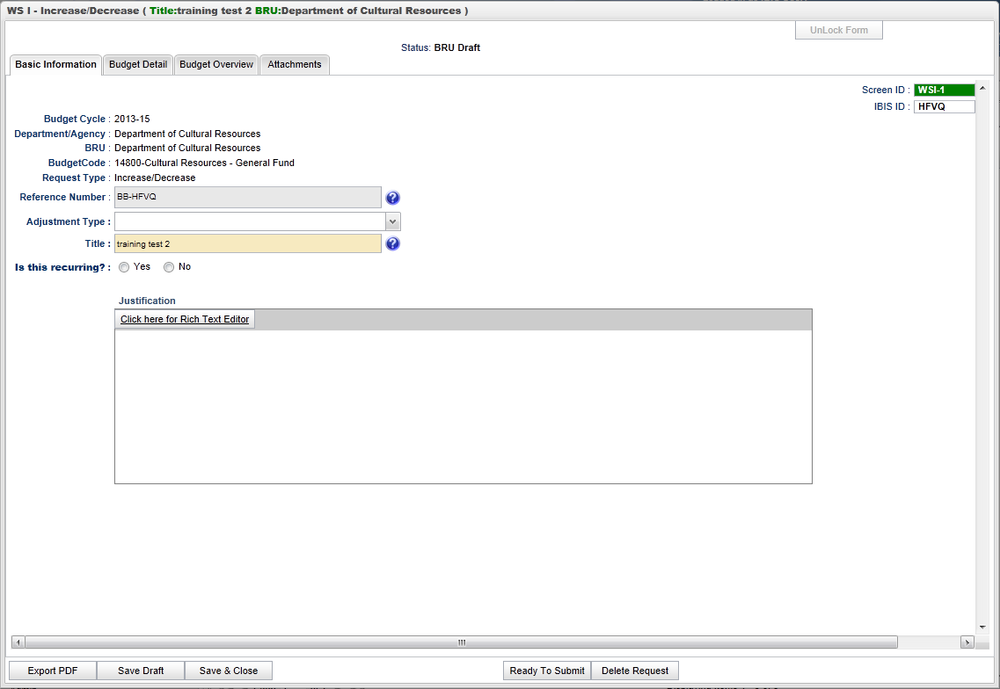 WS I - Increase/Decrease ( Title:training test 2 BRU:Department of Cultural Resources )
UnLock Form
Status: BRU Draft
Basic Information
Budget Detail
Budget Overview
Attachments
Screen ID : WSI-1
IBIS ID : HFVQ
Budget Cycle : 2013-15
Department/Agency : Department of Cultural Resources
BRU : Department of Cultural Resources
BudgetCode : 14800-Cultural Resources - General Fund
Request Type : Increase/Decrease
Reference Number : BB-HFVQ ?
Adjustment Type :
Title : training test 2 ?
Is this recurring? : Yes No
Justification
Click here for Rich Text Editor
Export PDF
Save Draft
Save & Close
Ready To Submit
Delete Request